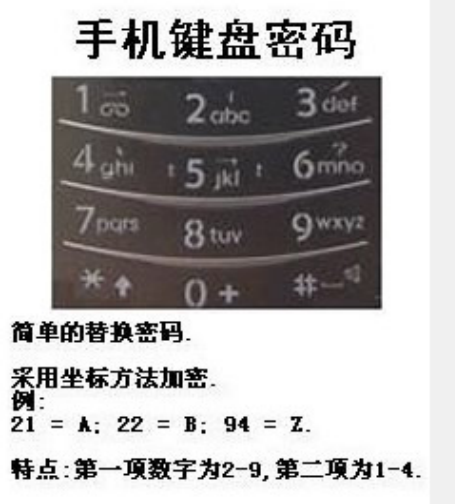 手机键盘密码
1 2 abc 3 def
4 ghi 5 jkl 6 mno
7 pqrs 8 tuv 9 wxyz
* 0 + #
简单的替换密码.
采用坐标方法加密.
例:
21 = A; 22 = B; 94 = Z.
特点:第一项数字为2-9,第二项为1-4.